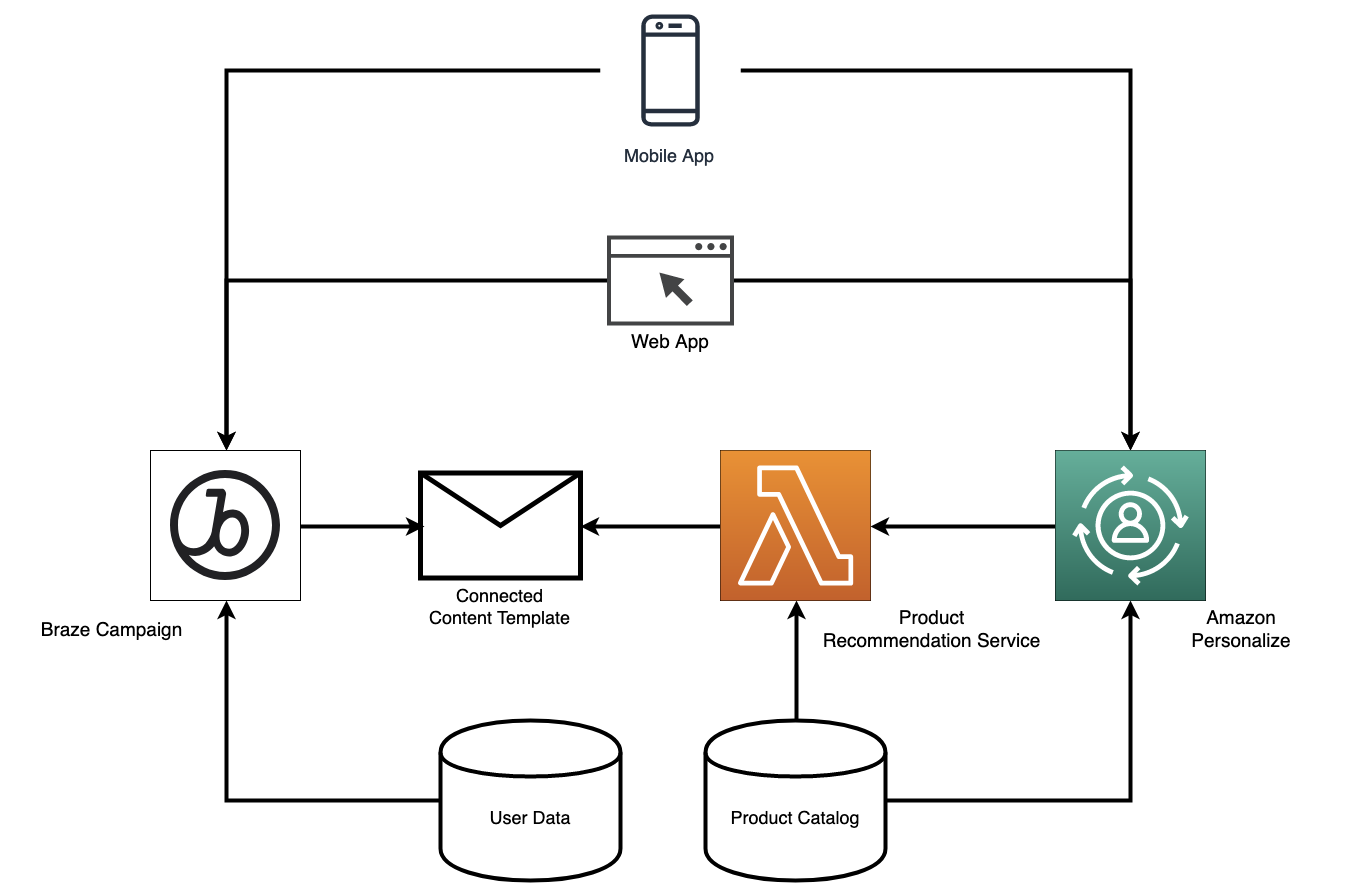 Mobile App
Web App
Connected
Content Template
Braze Campaign
Product
Recommendation Service
Amazon
Personalize
User Data
Product Catalog